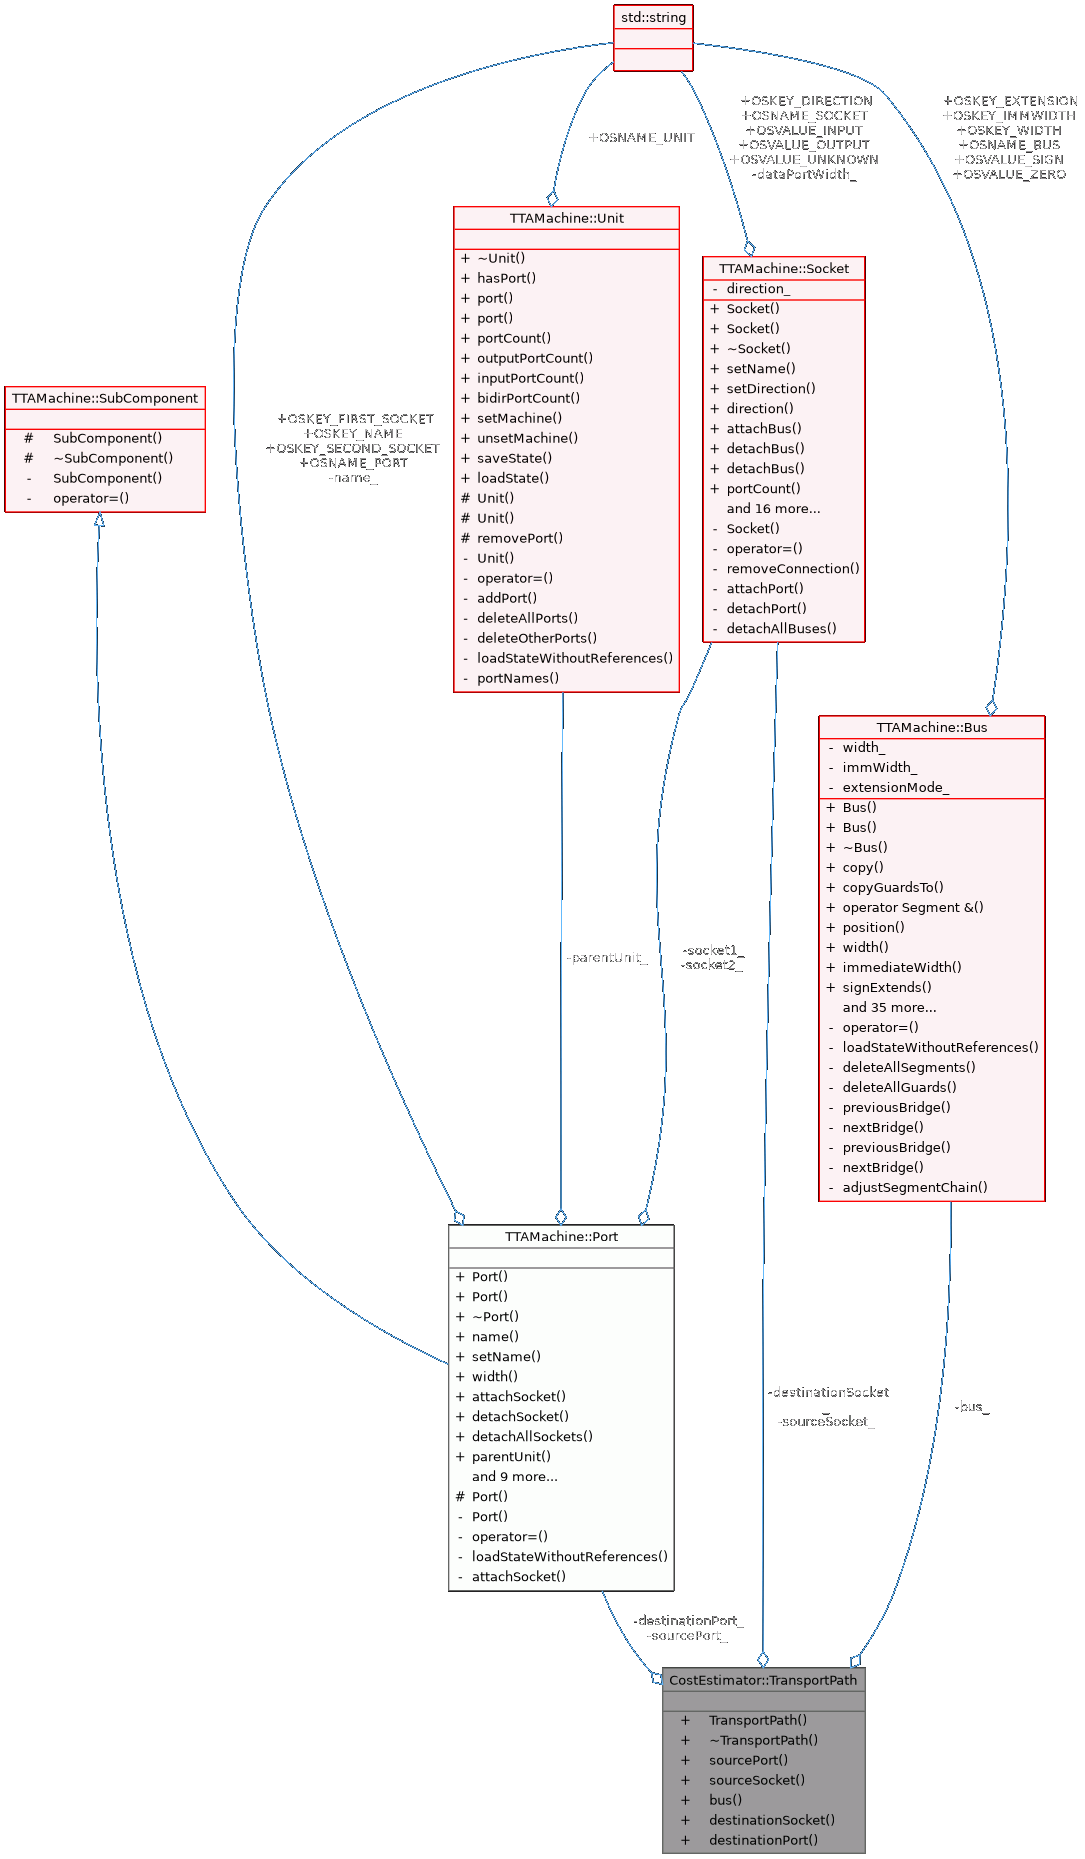 std::string
+OSKEY_DIRECTION
+OSNAME_SOCKET
+OSVALUE_INPUT
+OSVALUE_OUTPUT
+OSVALUE_UNKNOWN
-dataPortWidth_
+OSKEY_EXTENSION
+OSKEY_IMMWIDTH
+OSKEY_WIDTH
+OSNAME_BUS
+OSVALUE_SIGN
+OSVALUE_ZERO
+OSNAME_UNIT
TTAMachine::Unit
+ ~Unit()
+ hasPort()
+ port()
+ port()
+ portCount()
+ outputPortCount()
+ inputPortCount()
+ bidirPortCount()
+ setMachine()
+ unsetMachine()
+ saveState()
+ loadState()
# Unit()
# Unit()
# removePort()
- Unit()
- operator=()
- addPort()
- deleteAllPorts()
- deleteOtherPorts()
- loadStateWithoutReferences()
- portNames()
TTAMachine::Socket
- direction_
+ Socket()
+ Socket()
+ ~Socket()
+ setName()
+ setDirection()
+ direction()
+ attachBus()
+ detachBus()
+ detachBus()
+ portCount()
and 16 more...
- Socket()
- operator=()
- removeConnection()
- attachPort()
- detachPort()
- detachAllBuses()
TTAMachine::SubComponent
# SubComponent()
# ~SubComponent()
- SubComponent()
- operator=()
+OSKEY_FIRST_SOCKET
+OSKEY_NAME
+OSKEY_SECOND_SOCKET
+OSNAME_PORT
-name_
TTAMachine::Bus
- width_
- immWidth_
- extensionMode_
+ Bus()
+ Bus()
+ ~Bus()
+ copy()
+ copyGuardsTo()
+ operator Segment &()
+ position()
+ width()
+ immediateWidth()
+ signExtends()
and 35 more...
- operator=()
- loadStateWithoutReferences()
- deleteAllSegments()
- deleteAllGuards()
- previousBridge()
- nextBridge()
- previousBridge()
- nextBridge()
- adjustSegmentChain()
-parentUnit_
-socket1_
-socket2_
TTAMachine::Port
+ Port()
+ Port()
+ ~Port()
+ name()
+ setName()
+ width()
+ attachSocket()
+ detachSocket()
+ detachAllSockets()
+ parentUnit()
and 9 more...
# Port()
- Port()
- operator=()
- loadStateWithoutReferences()
- attachSocket()
-destinationSocket
_
-sourceSocket_
-bus_
-destinationPort_
-sourcePort_
CostEstimator::TransportPath
+ TransportPath()
+ ~TransportPath()
+ sourcePort()
+ sourceSocket()
+ bus()
+ destinationSocket()
+ destinationPort()